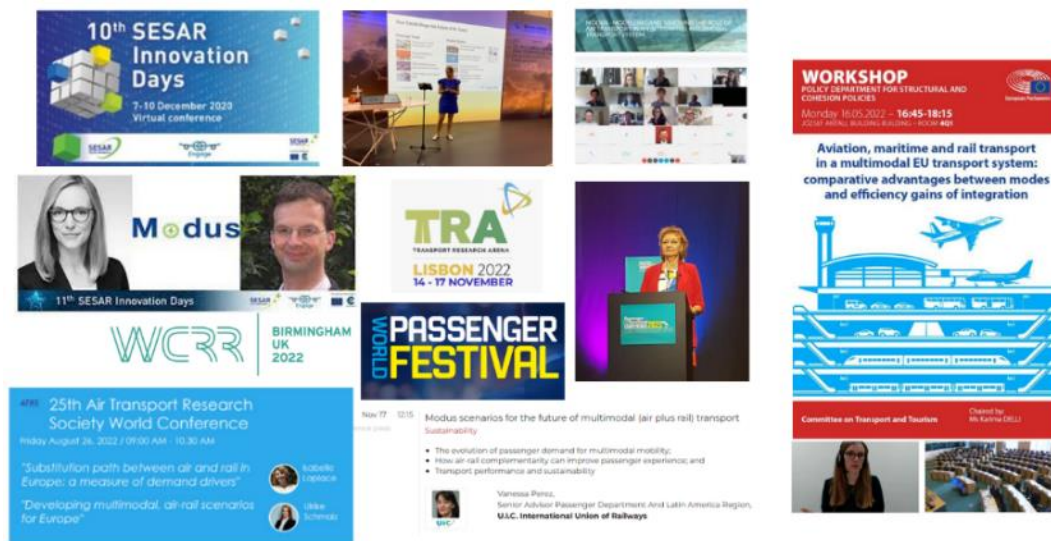 10th SESAR
Innovation
Days
7-10 December 2020
Virtual conference
SESAR
Engage
Modus
11th SESAR Innovation Days
SESAR
Engage
TRA
TRANSPORT RESEARCH ARENA
LISBON 2022
14 - 17 NOVEMBER
WCRR
BIRMINGHAM
UK
2022
WORLD
PASSENGER
FESTIVAL
25th Air Transport Research
Society World Conference
Friday August 26, 2022 / 09:00 AM - 10:30 AM
"Substitution path between air and rail in
Europe: a measure of demand drivers"
Isabelle
Laplace
"Developing multimodal, air-rail scenarios
for Europe"
Ulrike
Schmalz
Nov 17 12:15
Modus scenarios for the future of multimodal (air plus rail) transport
Sustainability
The evolution of passenger demand for multimodal mobility;
How air-rail complementarity can improve passenger experience; and
Transport performance and sustainability
Vanessa Perez,
Senior Advisor Passenger Department And Latin America Region,
U.I.C. International Union of Railways
UIC
WORKSHOP
POLICY DEPARTMENT FOR STRUCTURAL AND
COHESION POLICIES
European Parliament
Monday 16.05.2022 – 16:45-18:15
Aviation, maritime and rail transport
in a multimodal EU transport system:
comparative advantages between modes
and efficiency gains of integration
Committee on Transport and Tourism
Chaired by:
Ms Karima DELLI